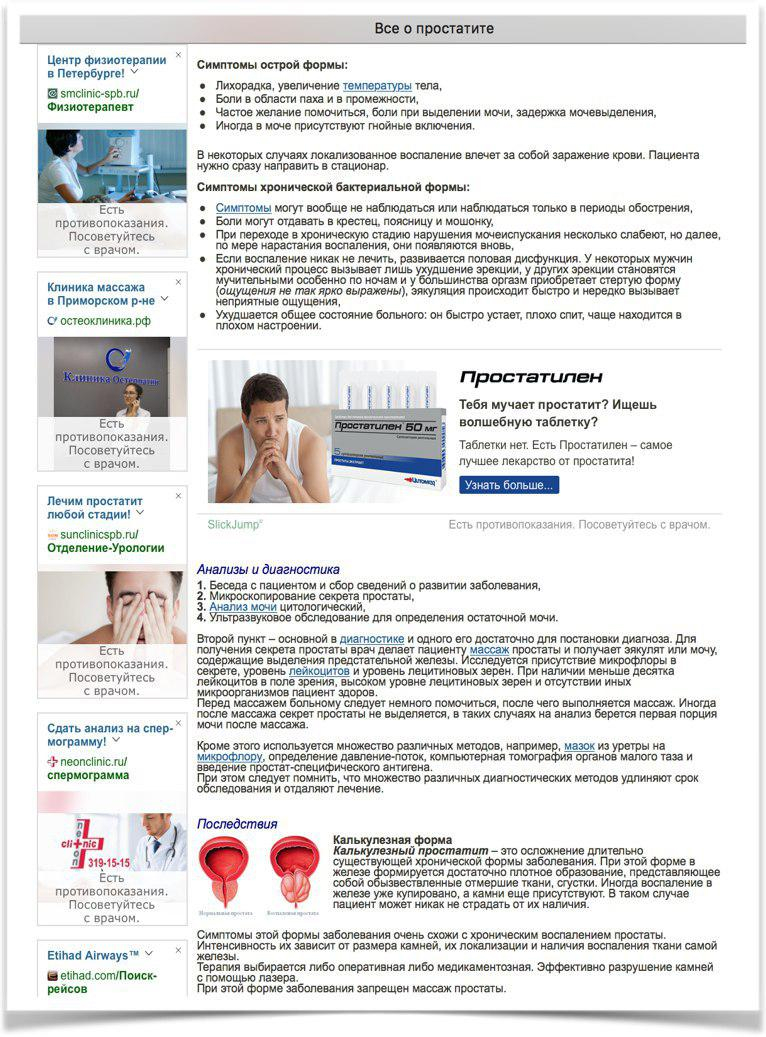 Все о простатите
Центр физиотерапии
в Петербурге!
smclinic-spb.ru/
Физиотерапевт
Есть
противопоказания.
Посоветуйтесь
с врачом.
Клиника массажа
в Приморском р-не
остеоклиника.рф
Клиника Остеопатии
Есть
противопоказания.
Посоветуйтесь
с врачом.
Лечим простатит
любой стадии!
sunclinicspb.ru/
Отделение-Урологии
Есть
противопоказания.
Посоветуйтесь
с врачом.
Сдать анализ на спер-
мограмму!
neonclinic.ru/
спермограмма
neon
clinic
319-15-15
Есть
противопоказания.
Посоветуйтесь
с врачом.
Etihad Airways™
etihad.com/Поиск-
рейсов
Симптомы острой формы:
● Лихорадка, увеличение температуры тела,
● Боли в области паха и в промежности,
● Частое желание помочиться, боли при выделении мочи, задержка мочевыделения,
● Иногда в моче присутствуют гнойные включения.
В некоторых случаях локализованное воспаление влечет за собой заражение крови. Пациента
нужно сразу направить в стационар.
Симптомы хронической бактериальной формы:
● Симптомы могут вообще не наблюдаться или наблюдаться только в периоды обострения,
● Боли могут отдавать в крестец, поясницу и мошонку,
● При переходе в хроническую стадию нарушения мочеиспускания несколько слабеют, но далее,
по мере нарастания воспаления, они появляются вновь,
● Если воспаление никак не лечить, развивается половая дисфункция. У некоторых мужчин
хронический процесс вызывает лишь ухудшение эрекции, у других эрекции становятся
мучительными особенно по ночам и у большинства оргазм приобретает стертую форму
(ощущения не так ярко выражены), эякуляция происходит быстро и нередко вызывает
неприятные ощущения,
● Ухудшается общее состояние больного: он быстро устает, плохо спит, чаще находится в
плохом настроении.
Простатилен 50 мг
Цитомед
Простатилен
Тебя мучает простатит? Ищешь
волшебную таблетку?
Таблетки нет. Есть Простатилен – самое
лучшее лекарство от простатита!
Узнать больше...
SlickJump®
Есть противопоказания. Посоветуйтесь с врачом.
Анализы и диагностика
1. Беседа с пациентом и сбор сведений о развитии заболевания,
2. Микроскопирование секрета простаты,
3. Анализ мочи цитологический,
4. Ультразвуковое обследование для определения остаточной мочи.
Второй пункт – основной в диагностике и одного его достаточно для постановки диагноза. Для
получения секрета простаты врач делает пациенту массаж простаты и получает эякулят или мочу,
содержащие выделения предстательной железы. Исследуется присутствие микрофлоры в
секрете, уровень лейкоцитов и уровень лецитиновых зерен. При наличии меньше десятка
лейкоцитов в поле зрения, высоком уровне лецитиновых зерен и отсутствии иных
микроорганизмов пациент здоров.
Перед массажем больному следует немного помочиться, после чего выполняется массаж. Иногда
после массажа секрет простаты не выделяется, в таких случаях на анализ берется первая порция
мочи после массажа.
Кроме этого используется множество различных методов, например, мазок из уретры на
микрофлору, определение давление-поток, компьютерная томография органов малого таза и
введение простат-специфического антигена.
При этом следует помнить, что множество различных диагностических методов удлиняют срок
обследования и отдаляют лечение.
Последствия
Нормальная простата
Воспаление простаты
Калькулезная форма
Калькулезный простатит – это осложнение длительно
существующей хронической формы заболевания. При этой форме в
железе формируется достаточно плотное образование, представляющее
собой обызвествленные отмершие ткани, сгустки. Иногда воспаление в
железе уже купировано, а камни еще присутствуют. В таком случае
пациент может никак не страдать от их наличия.
Симптомы этой формы заболевания очень схожи с хроническим воспалением простаты.
Интенсивность их зависит от размера камней, их локализации и наличия воспаления ткани самой
железы.
Терапия выбирается либо оперативная либо медикаментозная. Эффективно разрушение камней
с помощью лазера.
При этой форме заболевания запрещен массаж простаты.